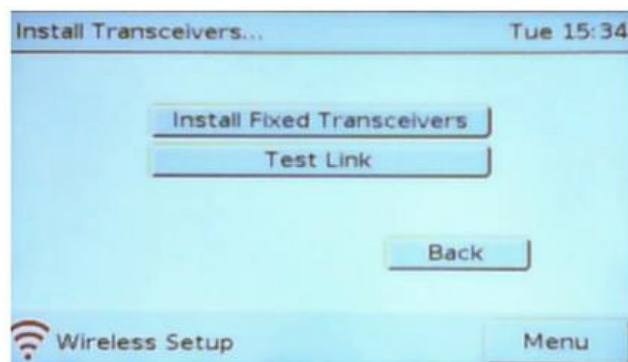 Install Transceivers... Tue 15:34
Install Fixed Transceivers
Test Link
Back
Wireless Setup Menu